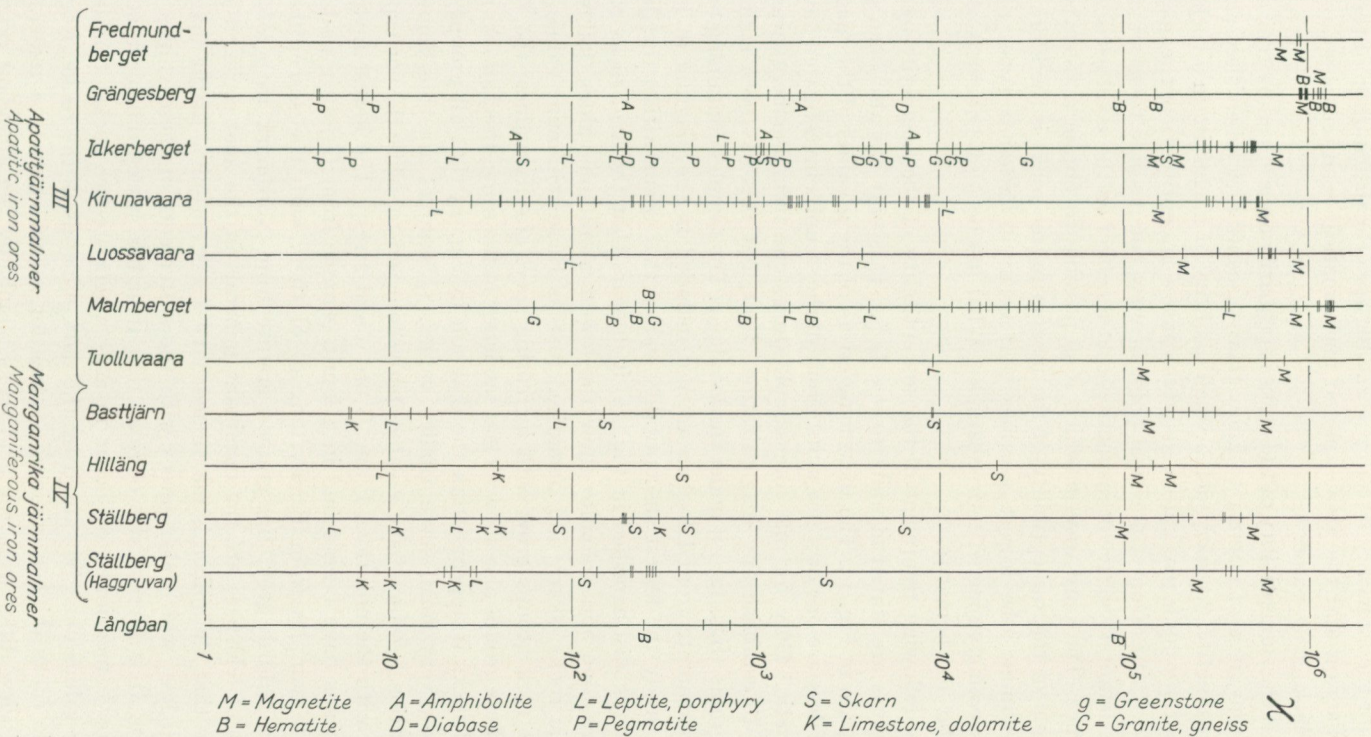 Apatitjärnmalmer
Apatitic iron ores
III
Fredmund-
berget
M M
Grängesberg
P P A A D B B B M M B B
Idkerberget
P P L A S L L P D P P L P P A S B P D G P A P G G B G M S M M
Kirunavaara
L L M M
Luossavaara
L L M M
Malmberget
G B B B G B L B L L M M
Tuolluvaara
L M M
Manganrika järnmalmer
Manganiferous iron ores
IV
Basttjärn
K L L S S M M
Hilläng
L K S S M M
Ställberg
L K L K K S S K S S M M
Ställberg
(Haggruvan)
K K L K L S S M M
Långban
B B
1 10 10² 10³ 10⁴ 10⁵ 10⁶
ϰ
M = Magnetite A = Amphibolite L = Leptite, porphyry S = Skarn g = Greenstone
B = Hematite D = Diabase P = Pegmatite K = Limestone, dolomite G = Granite, gneiss